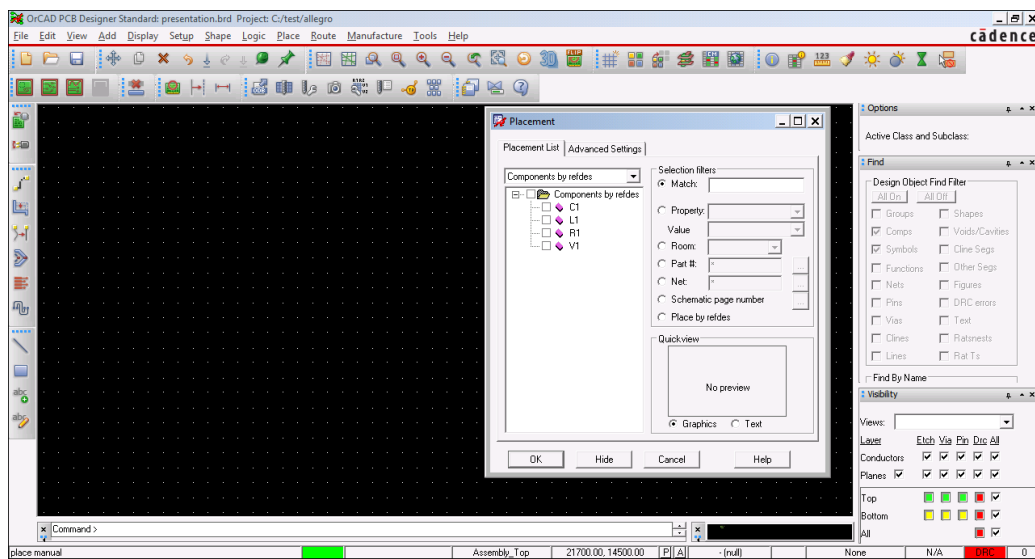 OrCAD PCB Designer Standard: presentation.brd Project: C:/test/allegro
File Edit View Add Display Setup Shape Logic Place Route Manufacture Tools Help
cādence
Placement
Placement List Advanced Settings
Components by refdes
Components by refdes
C1
L1
R1
V1
Selection filters
Match:
Property:
Value
Room:
Part #: *
Net: *
Schematic page number
Place by refdes
Quickview
No preview
Graphics Text
OK Hide Cancel Help
Options
Active Class and Subclass:
Find
Design Object Find Filter
All On All Off
Groups Shapes
Comps Voids/Cavities
Symbols Cline Segs
Functions Other Segs
Nets Figures
Pins DRC errors
Vias Text
Clines Ratsnests
Lines Rat Ts
Find By Name
Visibility
Views:
Layer Etch Via Pin Drc All
Conductors
Planes
Top
Bottom
All
Command >
place manual Assembly_Top 21700.00, 14500.00 P A - (null) None N/A DRC 0